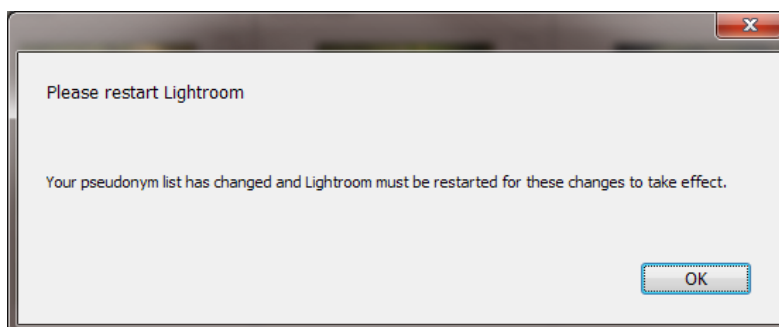 Please restart Lightroom
Your pseudonym list has changed and Lightroom must be restarted for these changes to take effect.
OK